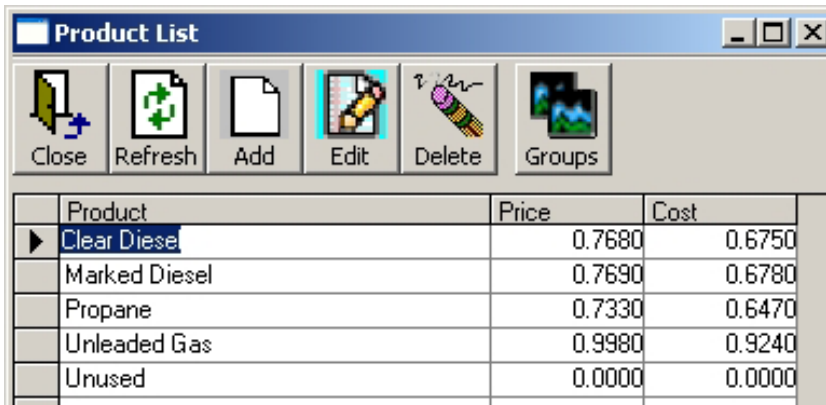 Product List
Close Refresh Add Edit Delete Groups
Product Price Cost
Clear Diesel 0.7680 0.6750
Marked Diesel 0.7690 0.6780
Propane 0.7330 0.6470
Unleaded Gas 0.9980 0.9240
Unused 0.0000 0.0000